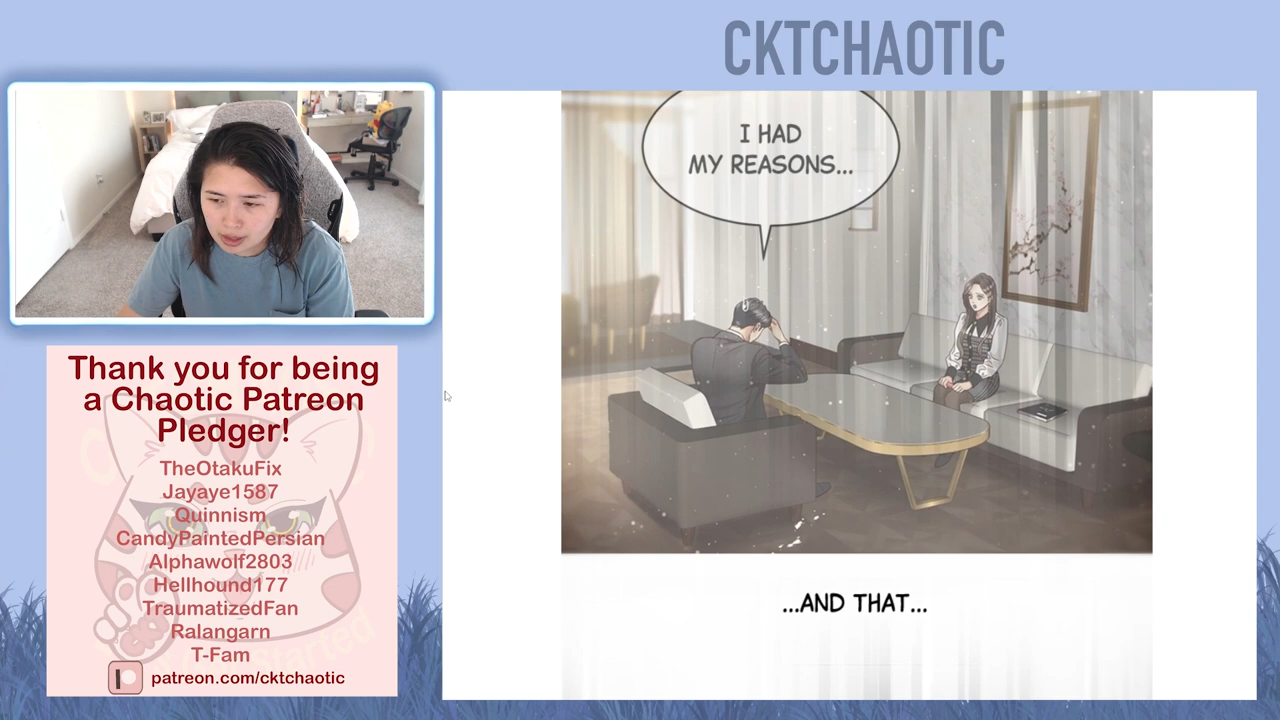 CKTCHAOTIC
I HAD
MY REASONS...
...AND THAT...
Thank you for being
a Chaotic Patreon
Pledger!
TheOtakuFix
Jayaye1587
Quinnism
CandyPaintedPersian
Alphawolf2803
Hellhound177
TraumatizedFan
Ralangarn
T-Fam
patreon.com/cktchaotic